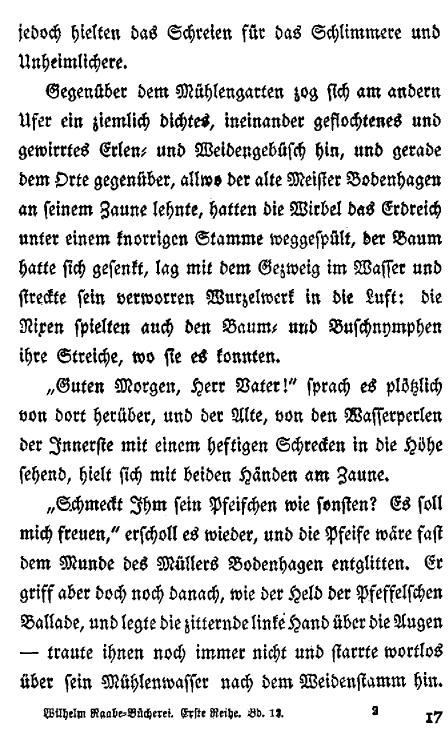 jedoch hielten das Schreien für das Schlimmere und
Unheimlichere.
Gegenüber dem Mühlengarten zog sich am andern
Ufer ein ziemlich dichtes, ineinander geflochtenes und
gewirrtes Erlen- und Weidengebüsch hin, und gerade
dem Orte gegenüber, allwo der alte Meister Bodenhagen
an seinem Zaune lehnte, hatten die Wirbel das Erdreich
unter einem knorrigen Stamme weggespült, der Baum
hatte sich gesenkt, lag mit dem Gezweig im Wasser und
streckte sein verworren Wurzelwerk in die Luft: die
Nixen spielten auch den Baum- und Buschnymphen
ihre Streiche, wo sie es konnten.
„Guten Morgen, Herr Vater!“ sprach es plötzlich
von dort herüber, und der Alte, von den Wasserperlen
der Innerste mit einem heftigen Schrecken in die Höhe
sehend, hielt sich mit beiden Händen am Zaune.
„Schmeckt Ihm sein Pfeifchen wie sonsten? Es soll
mich freuen,“ erscholl es wieder, und die Pfeife wäre fast
dem Munde des Müllers Bodenhagen entglitten. Er
griff aber doch noch danach, wie der Held der Pfeffelschen
Ballade, und legte die zitternde linke Hand über die Augen
— traute ihnen noch immer nicht und starrte wortlos
über sein Mühlenwasser nach dem Weidenstamm hin.
Wilhelm Raabe-Bücherei. Erste Reihe. Bd. 12. 2 17